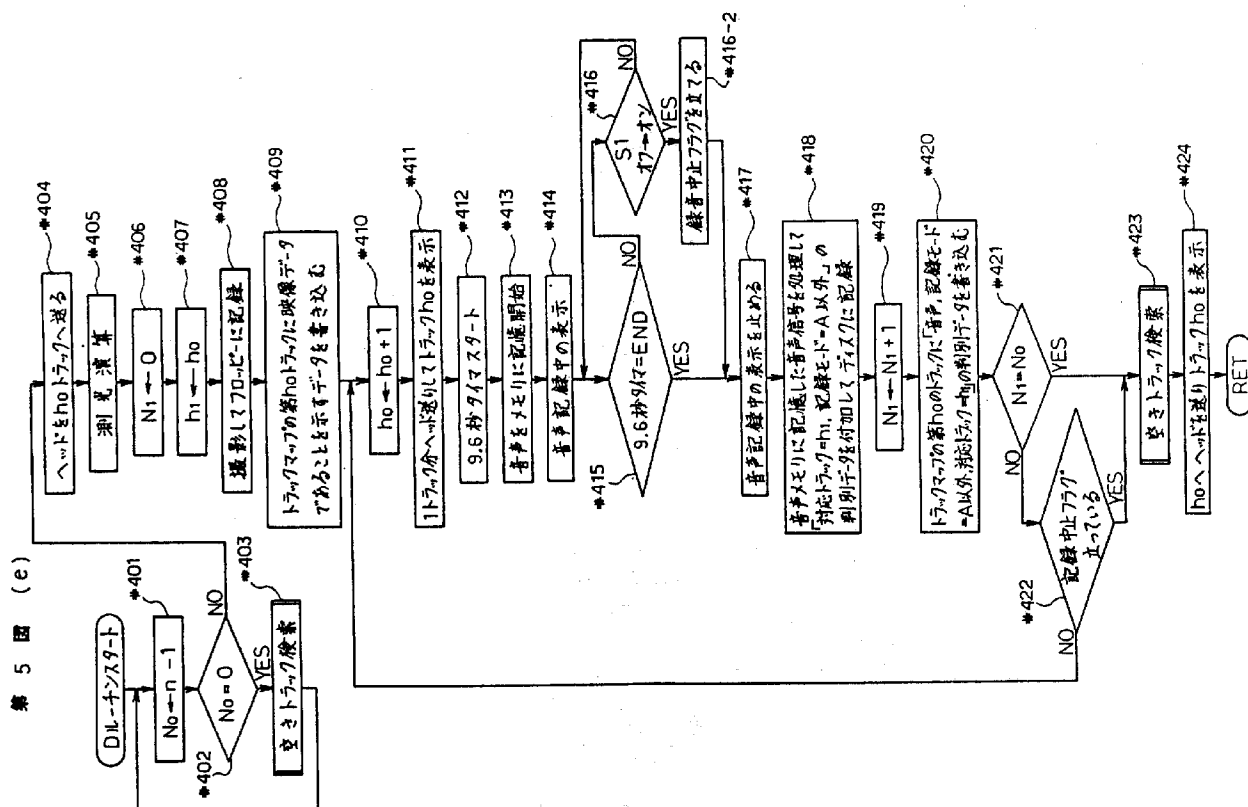 第 5 図 (e)
Dルーチンスタート
No←n-1
#401
No=0
#402
NO
YES
空きトラック検索
#403
ヘッドをhoトラックへ送る
#404
測光演算
#405
N1←0
#406
h1←ho
#407
撮影してフロッピーに記録
#408
トラックマップの第hoトラックに映像データ
であることを示すデータを書き込む
#409
ho←ho+1
#410
1トラック分ヘッド送りしてトラックhoを表示
#411
9.6秒タイマスタート
#412
音声をメモリに記憶開始
#413
音声記録中の表示
#414
9.6秒タイマ=END
#415
NO
YES
S1
オフ→オン
#416
NO
YES
録音中止フラグを立てる
#416-2
音声記録中の表示を止める
#417
音声メモリに記憶した音声信号を処理して
「対応トラック=h1、記録モード=A以外」の
判別データを付加してディスクに記録
#418
N1←N1+1
#419
トラックマップの第hoのトラックに「音声、記録モード
=A以外、対応トラック=h1の判別データを書き込む
#420
N1=No
#421
NO
YES
記録中止フラグ
立っている
#422
NO
YES
空きトラック検索
#423
hoへヘッドを送りトラックhoを表示
#424
RET